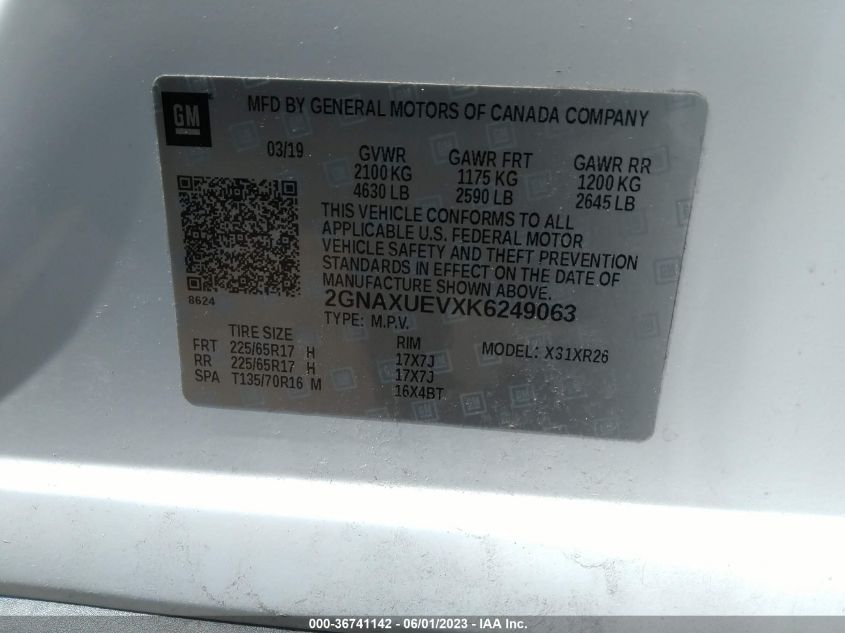 GM
MFD BY GENERAL MOTORS OF CANADA COMPANY
03/19 GVWR GAWR FRT GAWR RR
2100 KG 1175 KG 1200 KG
4630 LB 2590 LB 2645 LB
THIS VEHICLE CONFORMS TO ALL
APPLICABLE U.S. FEDERAL MOTOR
VEHICLE SAFETY AND THEFT PREVENTION
STANDARDS IN EFFECT ON THE DATE OF
MANUFACTURE SHOWN ABOVE.
8624
2GNAXUEVXK6249063
TYPE: M.P.V.
TIRE SIZE RIM MODEL: X31XR26
FRT 225/65R17 H 17X7J
RR 225/65R17 H 17X7J
SPA T135/70R16 M 16X4BT
000-36741142 - 06/01/2023 - IAA Inc.